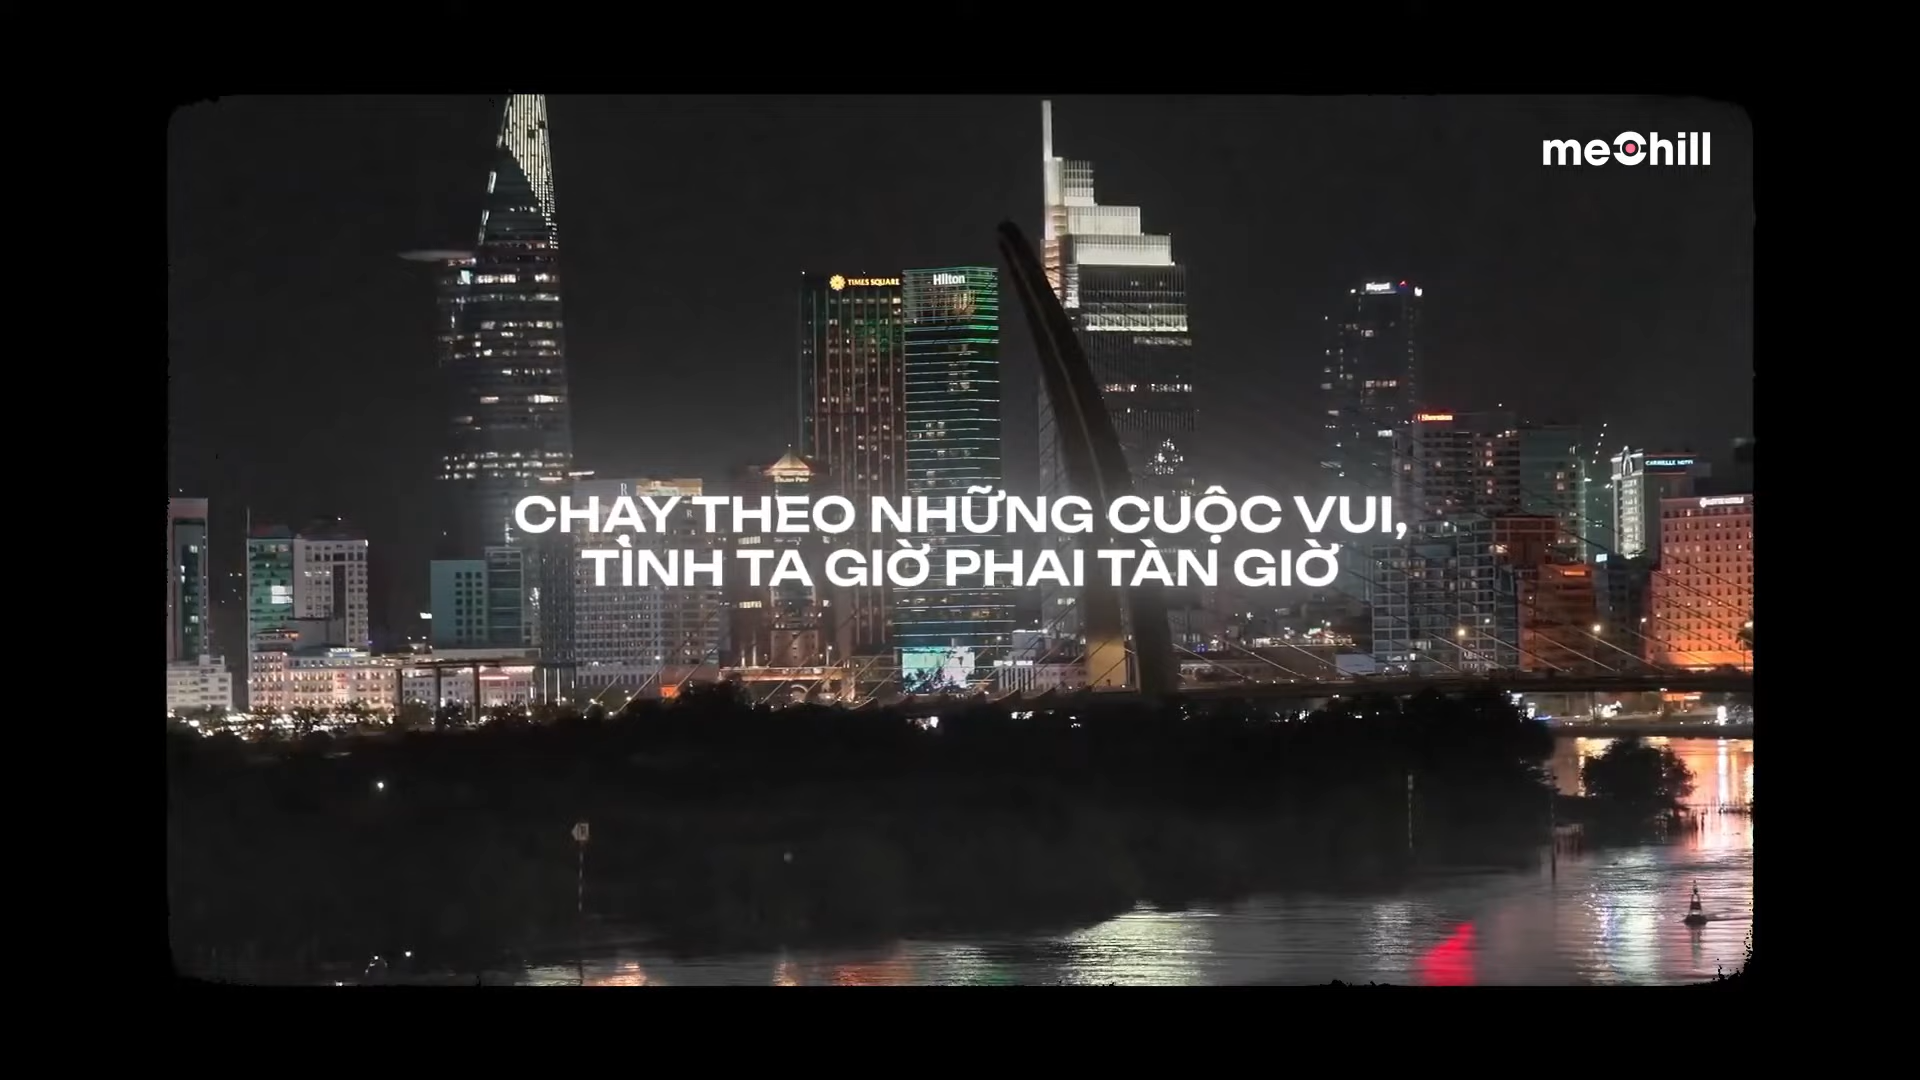 meChill
TIMES SQUARE
Hilton
CHẠY THEO NHỮNG CUỘC VUI,
TÌNH TA GIỜ PHAI TÀN GIỜ